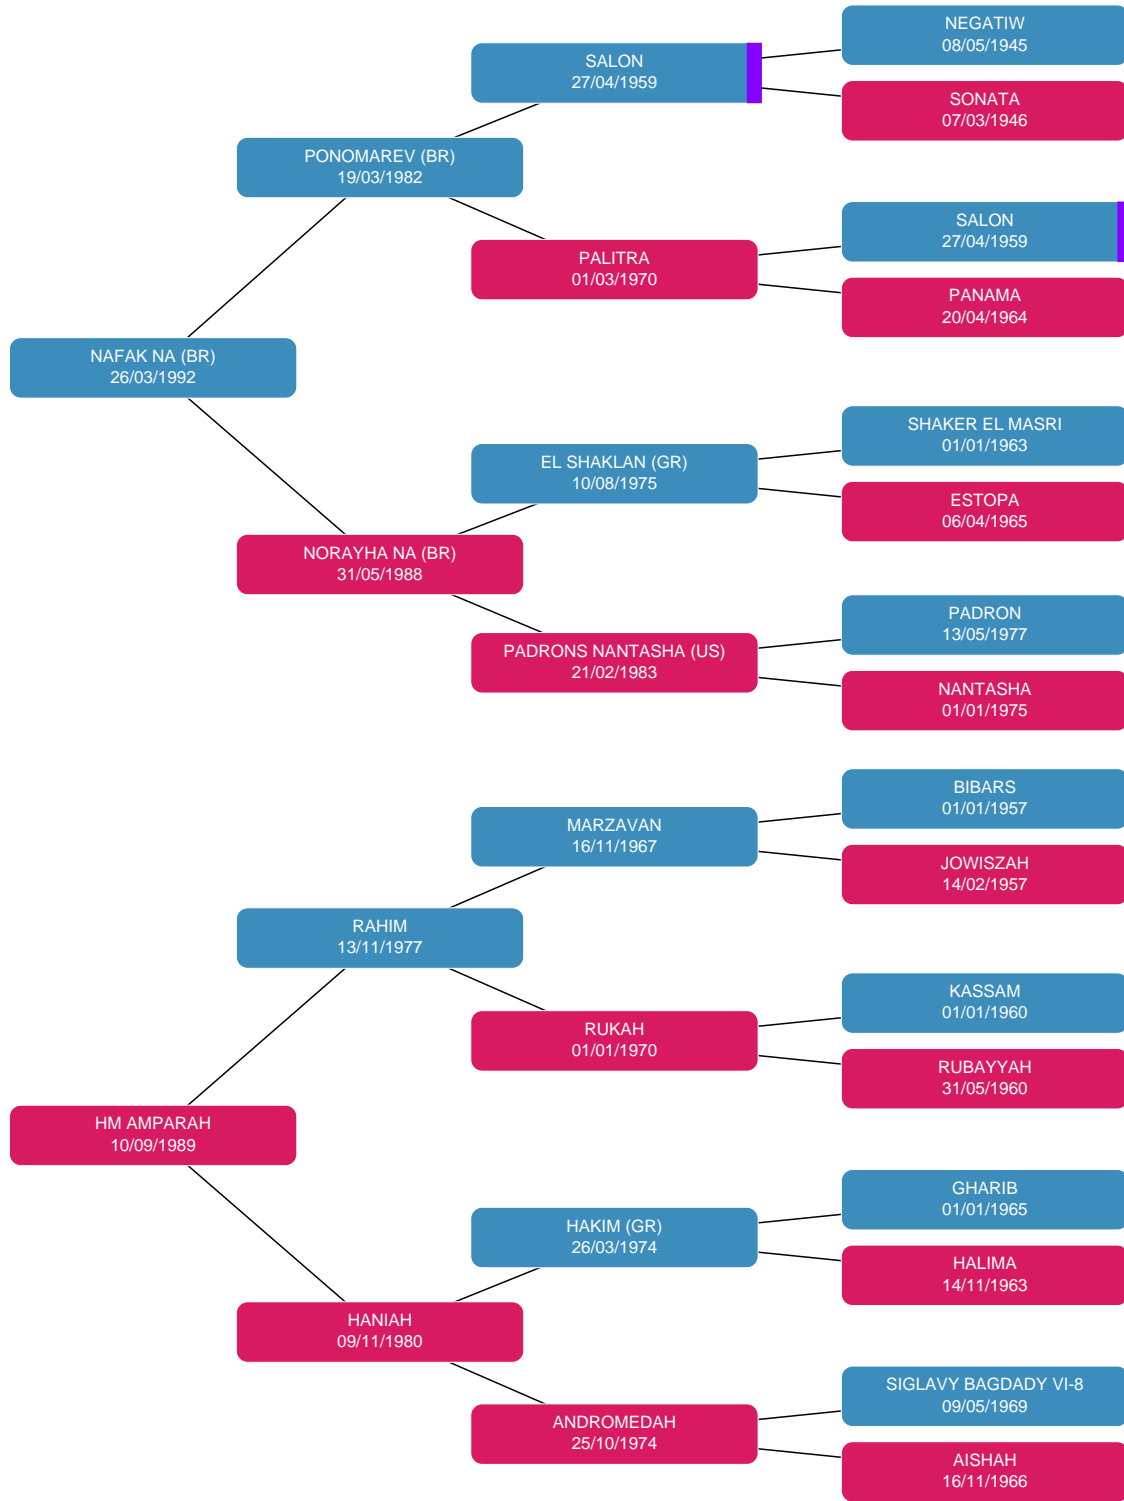 NEGATIW
08/05/1945
SALON
27/04/1959
SONATA
07/03/1946
PONOMAREV (BR)
19/03/1982
SALON
27/04/1959
PALITRA
01/03/1970
PANAMA
20/04/1964
NAFAK NA (BR)
26/03/1992
SHAKER EL MASRI
01/01/1963
EL SHAKLAN (GR)
10/08/1975
ESTOPA
06/04/1965
NORAYHA NA (BR)
31/05/1988
PADRON
13/05/1977
PADRONS NANTASHA (US)
21/02/1983
NANTASHA
01/01/1975
BIBARS
01/01/1957
MARZAVAN
16/11/1967
JOWISZAH
14/02/1957
RAHIM
13/11/1977
KASSAM
01/01/1960
RUKAH
01/01/1970
RUBAYYAH
31/05/1960
HM AMPARAH
10/09/1989
GHARIB
01/01/1965
HAKIM (GR)
26/03/1974
HALIMA
14/11/1963
HANIAH
09/11/1980
SIGLAVY BAGDADY VI-8
09/05/1969
ANDROMEDAH
25/10/1974
AISHAH
16/11/1966